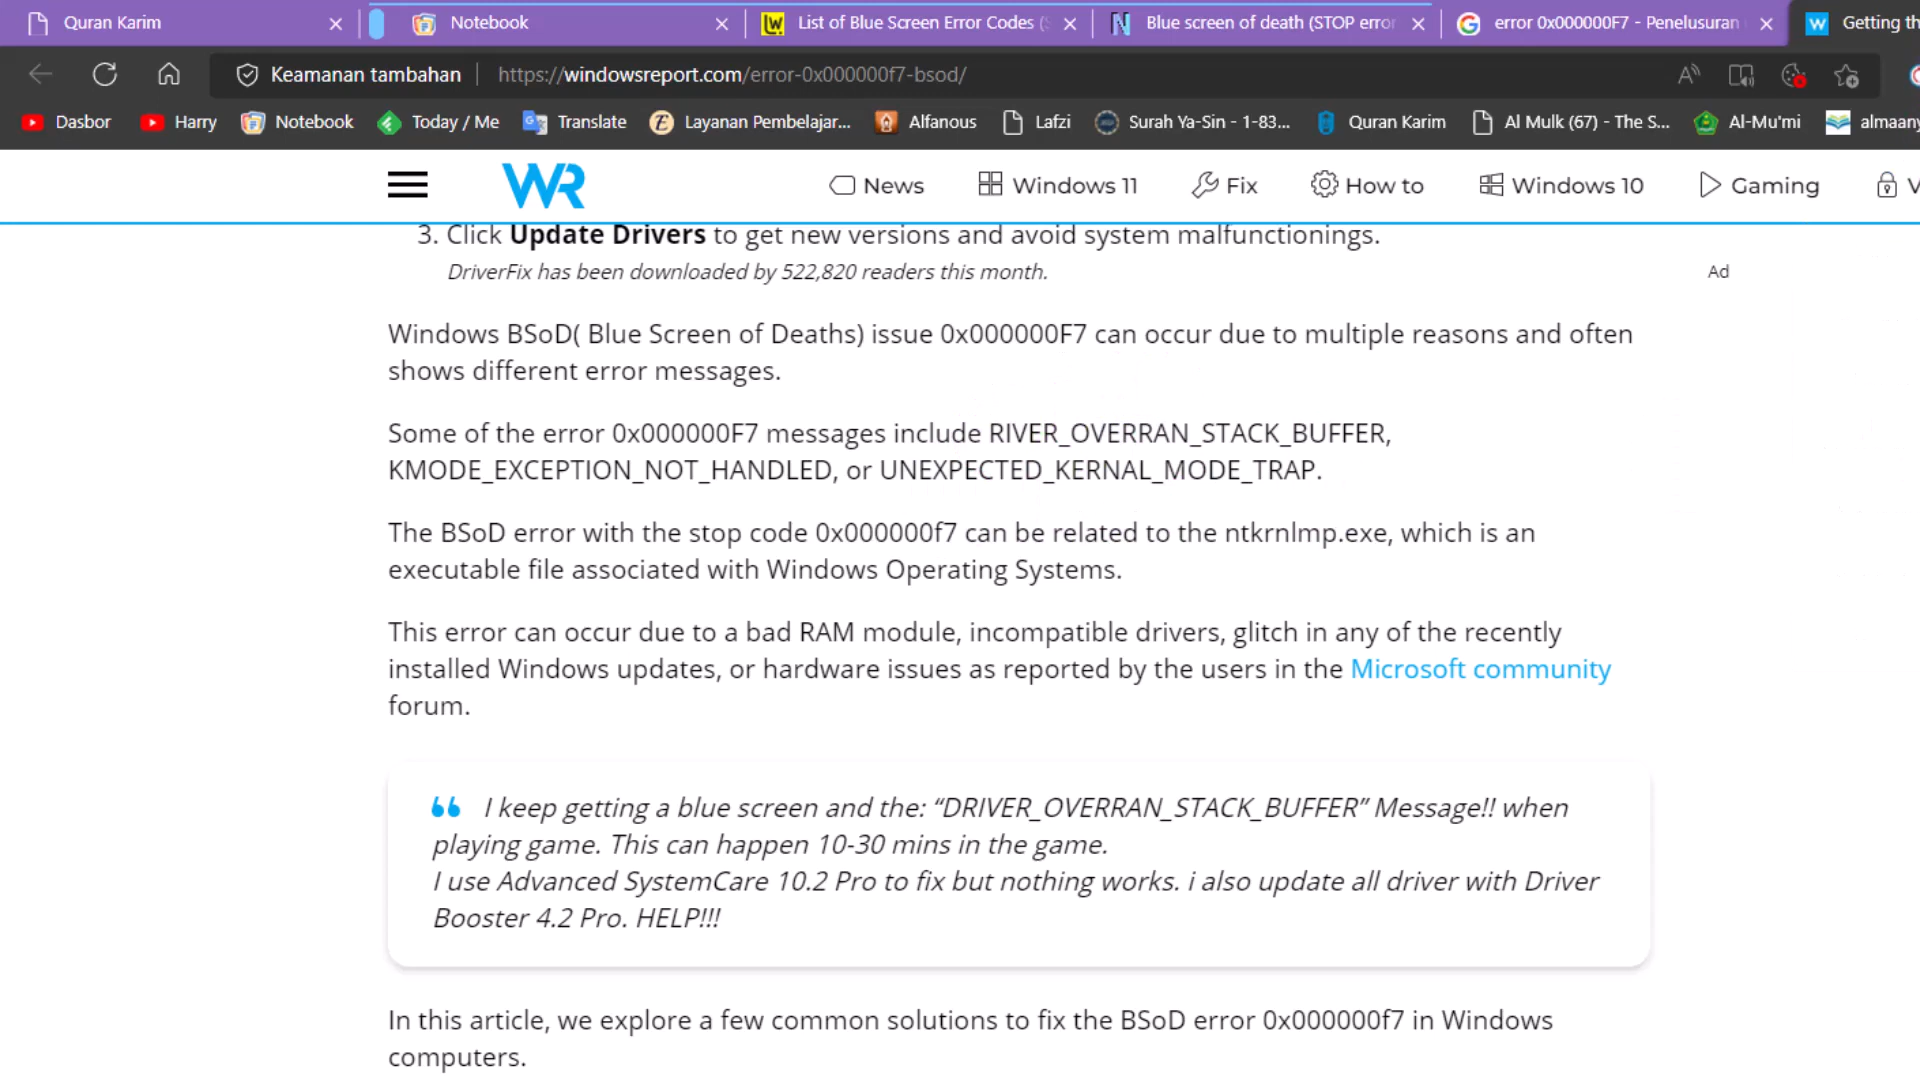 Quran Karim
Notebook
List of Blue Screen Error Codes (S
Blue screen of death (STOP error
error 0x000000F7 - Penelusuran
Getting th
Keamanan tambahan
https://windowsreport.com/error-0x000000f7-bsod/
Dasbor
Harry
Notebook
Today / Me
Translate
Layanan Pembelajar...
Alfanous
Lafzi
Surah Ya-Sin - 1-83...
Quran Karim
Al Mulk (67) - The S...
Al-Mu'mi
almaany
WR
News
Windows 11
Fix
How to
Windows 10
Gaming
V
3. Click Update Drivers to get new versions and avoid system malfunctionings.
DriverFix has been downloaded by 522,820 readers this month.
Ad
Windows BSoD( Blue Screen of Deaths) issue 0x000000F7 can occur due to multiple reasons and often
shows different error messages.
Some of the error 0x000000F7 messages include RIVER_OVERRAN_STACK_BUFFER,
KMODE_EXCEPTION_NOT_HANDLED, or UNEXPECTED_KERNAL_MODE_TRAP.
The BSoD error with the stop code 0x000000f7 can be related to the ntkrnlmp.exe, which is an
executable file associated with Windows Operating Systems.
This error can occur due to a bad RAM module, incompatible drivers, glitch in any of the recently
installed Windows updates, or hardware issues as reported by the users in the Microsoft community
forum.
I keep getting a blue screen and the: “DRIVER_OVERRAN_STACK_BUFFER” Message!! when
playing game. This can happen 10-30 mins in the game.
I use Advanced SystemCare 10.2 Pro to fix but nothing works. i also update all driver with Driver
Booster 4.2 Pro. HELP!!!
In this article, we explore a few common solutions to fix the BSoD error 0x000000f7 in Windows
computers.